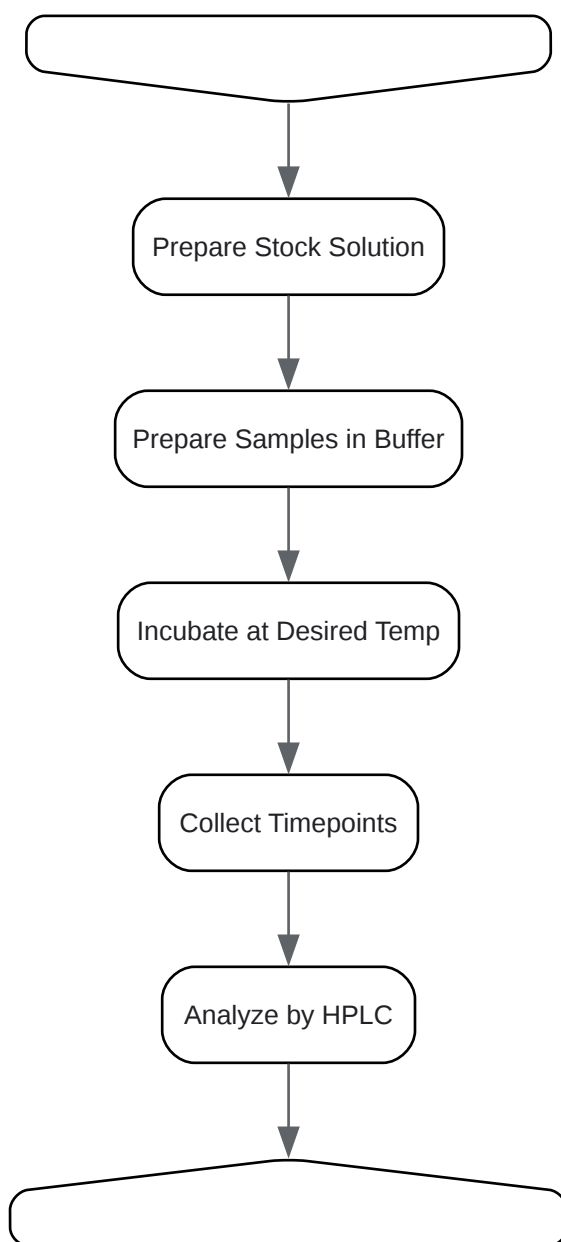 Prepare Stock Solution
Prepare Samples in Buffer
Incubate at Desired Temp
Collect Timepoints
Analyze by HPLC